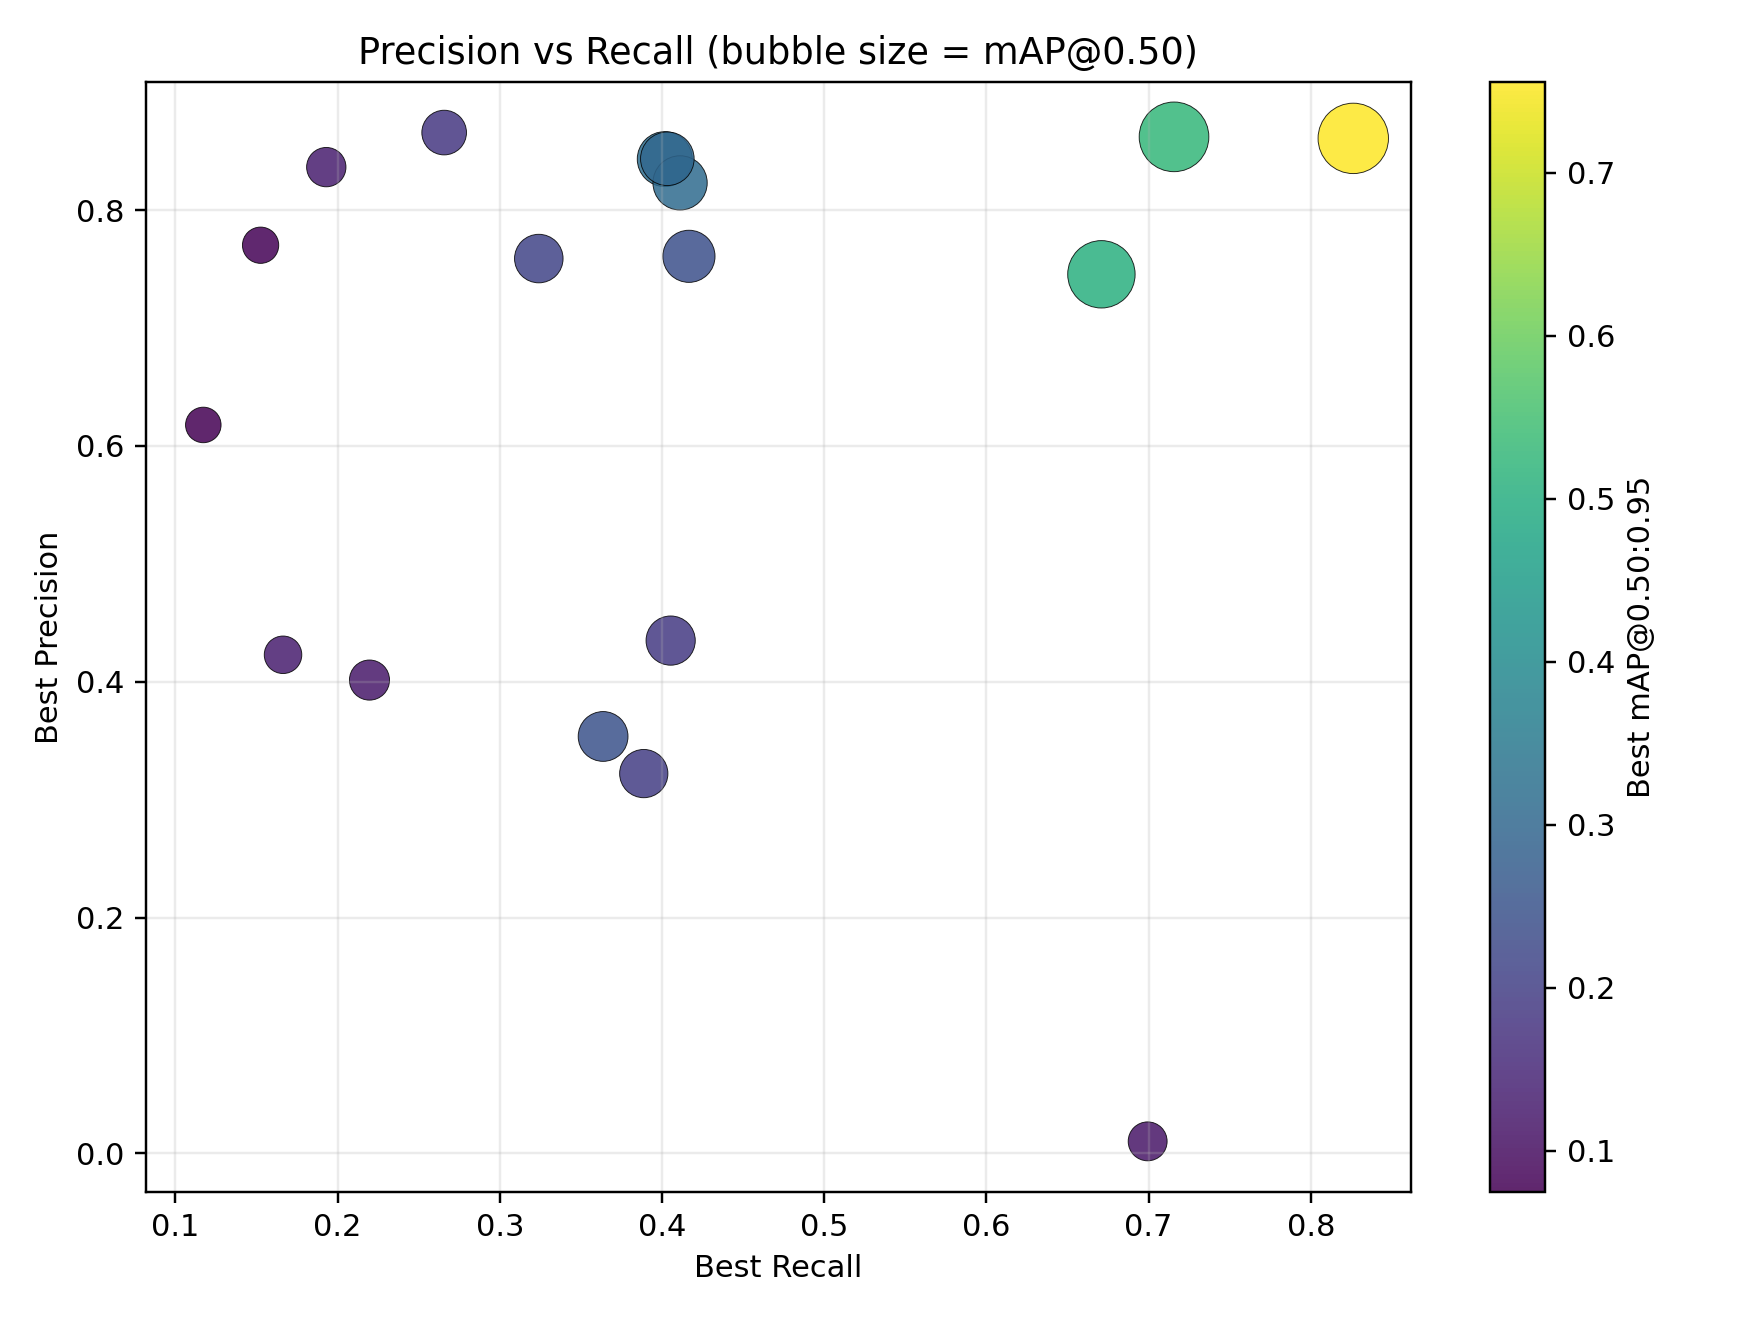 Precision vs Recall (bubble size = mAP@0.50)
Best Precision
0.8
0.6
0.4
0.2
0.0
0.1 0.2 0.3 0.4 0.5 0.6 0.7 0.8
Best Recall
0.7
0.6
0.5
0.4
0.3
0.2
0.1
Best mAP@0.50:0.95